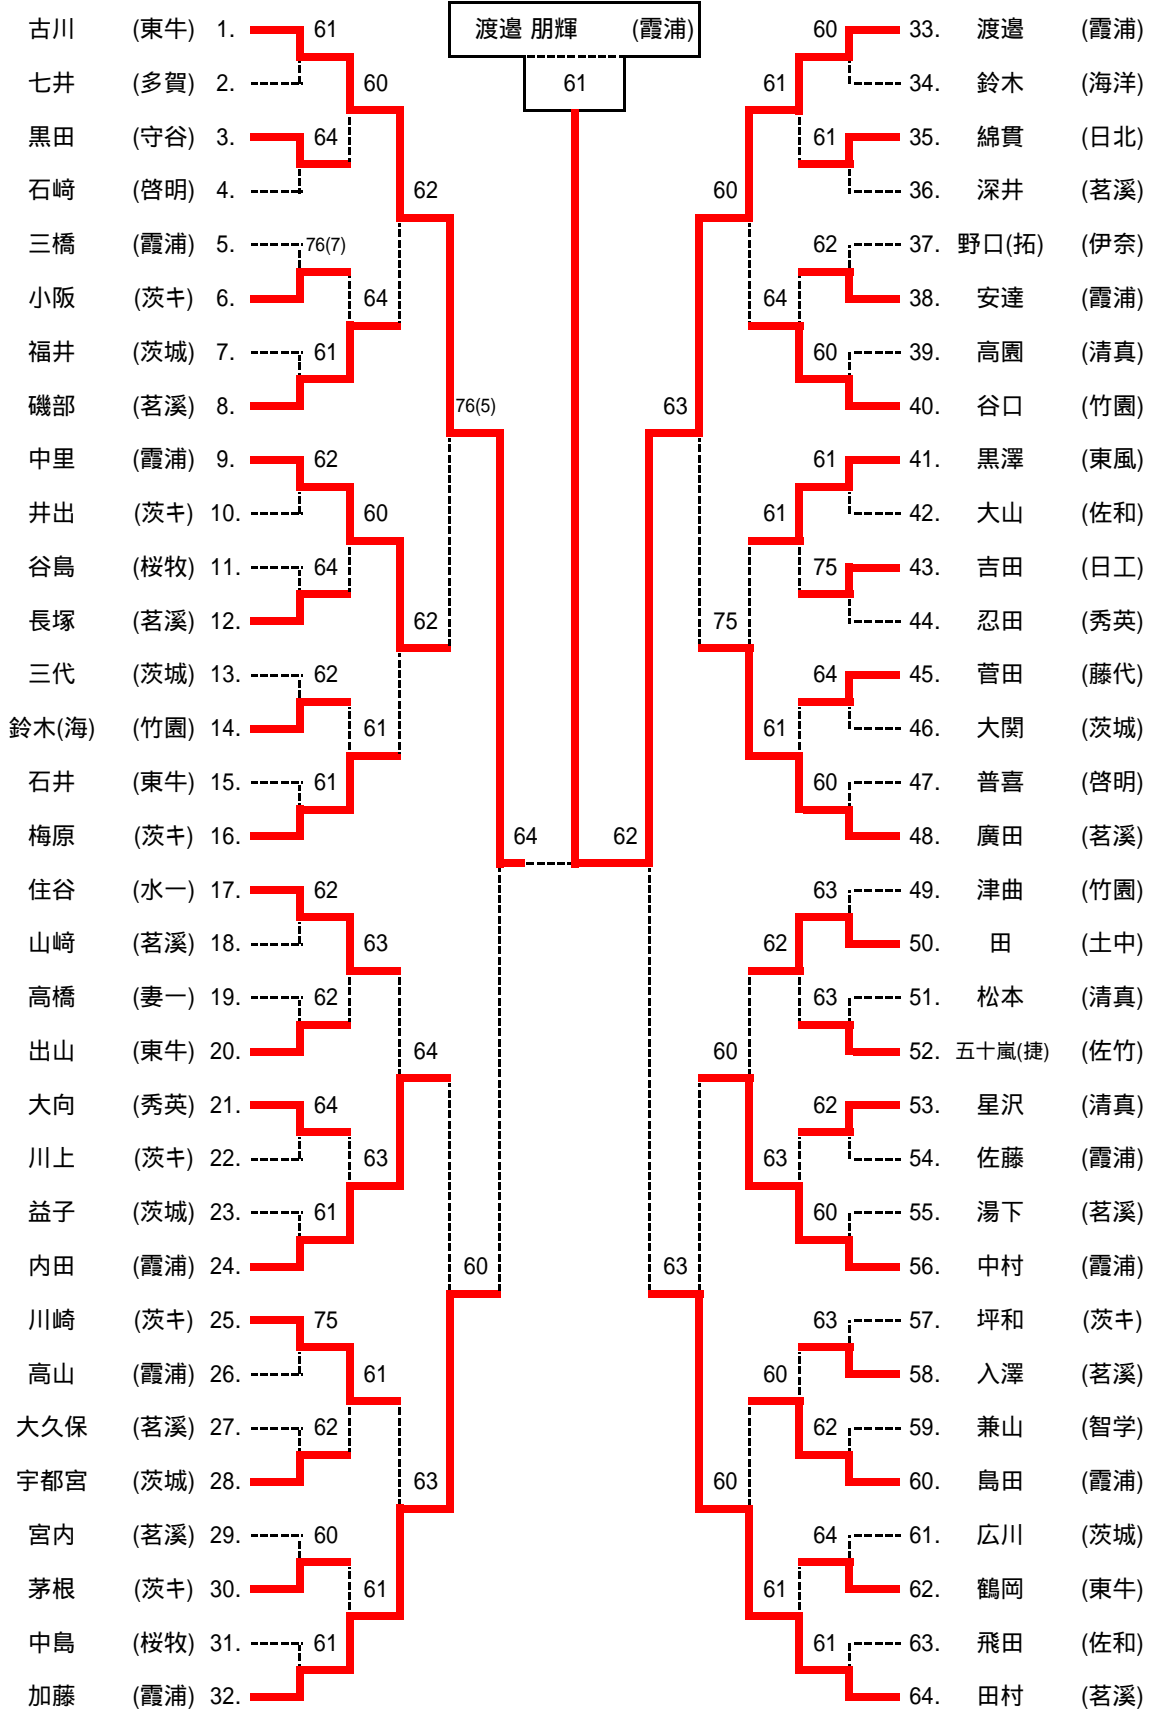 渡邉 朋輝 (霞浦)
61
古川 (東牛) 1. 61
七井 (多賀) 2. 60
黒田 (守谷) 3. 64
石﨑 (啓明) 4. 62
三橋 (霞浦) 5. 76(7)
小阪 (茨キ) 6. 64
福井 (茨城) 7. 61
磯部 (茗溪) 8. 76(5)
中里 (霞浦) 9. 62
井出 (茨キ) 10. 60
谷島 (桜牧) 11. 64
長塚 (茗溪) 12. 62
三代 (茨城) 13. 62
鈴木(海) (竹園) 14. 61
石井 (東牛) 15. 61
梅原 (茨キ) 16. 64
住谷 (水一) 17. 62
山﨑 (茗溪) 18. 63
高橋 (妻一) 19. 62
出山 (東牛) 20. 64
大向 (秀英) 21. 64
川上 (茨キ) 22. 63
益子 (茨城) 23. 61
内田 (霞浦) 24. 60
川崎 (茨キ) 25. 75
高山 (霞浦) 26. 61
大久保 (茗溪) 27. 62
宇都宮 (茨城) 28. 63
宮内 (茗溪) 29. 60
茅根 (茨キ) 30. 61
中島 (桜牧) 31. 61
加藤 (霞浦) 32.
60 33. 渡邉 (霞浦)
61 34. 鈴木 (海洋)
61 35. 綿貫 (日北)
60 36. 深井 (茗溪)
62 37. 野口(拓) (伊奈)
64 38. 安達 (霞浦)
60 39. 高園 (清真)
63 40. 谷口 (竹園)
61 41. 黒澤 (東風)
61 42. 大山 (佐和)
75 43. 吉田 (日工)
75 44. 忍田 (秀英)
64 45. 菅田 (藤代)
61 46. 大関 (茨城)
60 47. 普喜 (啓明)
62 48. 廣田 (茗溪)
63 49. 津曲 (竹園)
62 50. 田 (土中)
63 51. 松本 (清真)
60 52. 五十嵐(捷) (佐竹)
62 53. 星沢 (清真)
63 54. 佐藤 (霞浦)
60 55. 湯下 (茗溪)
63 56. 中村 (霞浦)
63 57. 坪和 (茨キ)
60 58. 入澤 (茗溪)
62 59. 兼山 (智学)
60 60. 島田 (霞浦)
64 61. 広川 (茨城)
61 62. 鶴岡 (東牛)
61 63. 飛田 (佐和)
64. 田村 (茗溪)